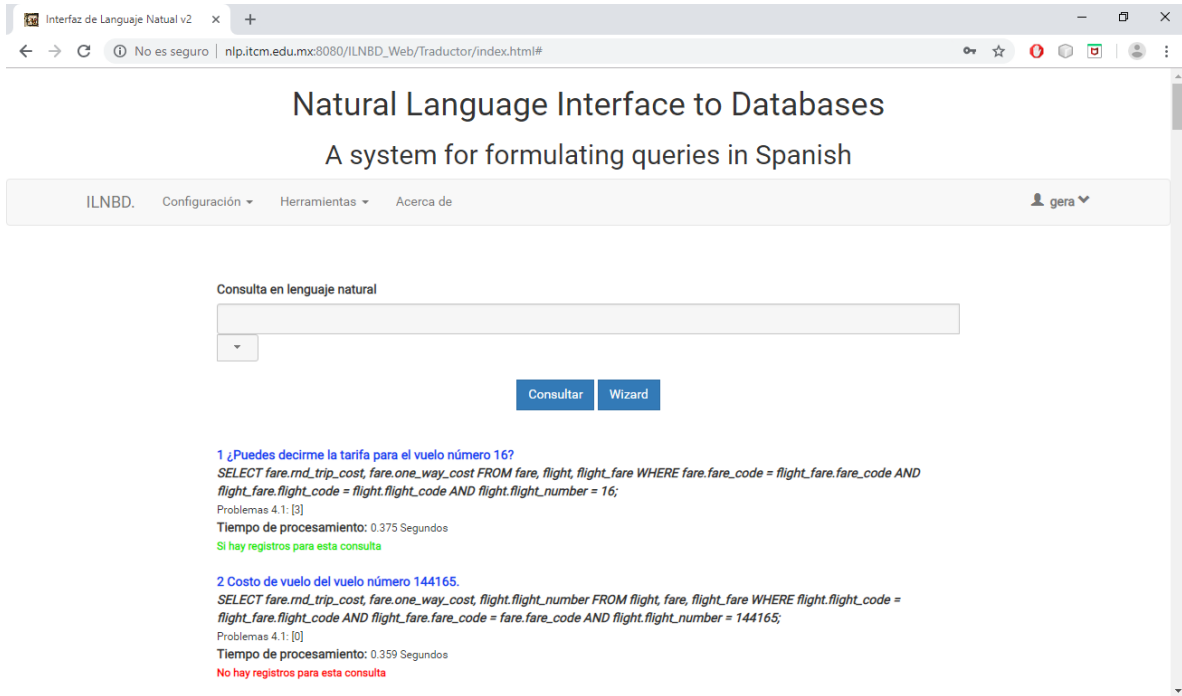 Interfaz de Languaje Natual v2
No es seguro | nlp.itcm.edu.mx:8080/ILNBD_Web/Traductor/index.html#
Natural Language Interface to Databases
A system for formulating queries in Spanish
ILNBD. Configuración Herramientas Acerca de gera
Consulta en lenguaje natural
Consultar Wizard
1 ¿Puedes decirme la tarifa para el vuelo número 16?
SELECT fare.rnd_trip_cost, fare.one_way_cost FROM fare, flight, flight_fare WHERE fare.fare_code = flight_fare.fare_code AND
flight_fare.flight_code = flight.flight_code AND flight.flight_number = 16;
Problemas 4.1: [3]
Tiempo de procesamiento: 0.375 Segundos
Si hay registros para esta consulta
2 Costo de vuelo del vuelo número 144165.
SELECT fare.rnd_trip_cost, fare.one_way_cost, flight.flight_number FROM flight, fare, flight_fare WHERE flight.flight_code =
flight_fare.flight_code AND flight_fare.fare_code = fare.fare_code AND flight.flight_number = 144165;
Problemas 4.1: [0]
Tiempo de procesamiento: 0.359 Segundos
No hay registros para esta consulta